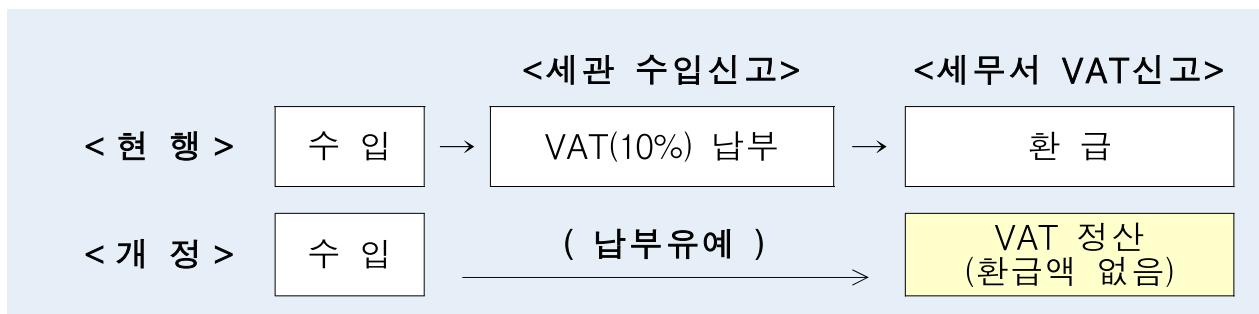 <세관 수입신고> <세무서 VAT신고>
<현 행> 수 입 → VAT(10%) 납부 → 환 급
<개 정> 수 입 ( 납부유예 ) VAT 정산
(환급액 없음)